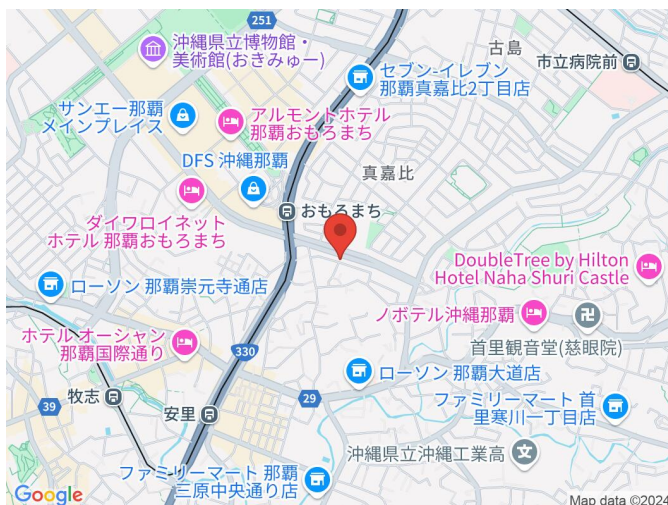 251
古島
沖縄県立博物館・
美術館(おきみゅー)
市立病院前
セブン-イレブン
那覇真嘉比2丁目店
サンエー那覇
メインプレイス
アルモントホテル
那覇おもろまち
DFS 沖縄那覇
真嘉比
おもろまち
ダイワロイネット
ホテル 那覇おもろまち
DoubleTree by Hilton
Hotel Naha Shuri Castle
ローソン 那覇崇元寺通店
ノボテル沖縄那覇
ホテル オーシャン
那覇国際通り
首里観音堂(慈眼院)
330
ローソン 那覇大道店
牧志
29
39
安里
ファミリーマート 首
里寒川一丁目店
沖縄県立沖縄工業高
ファミリーマート 那覇
三原中央通り店
Google
Map data ©2024